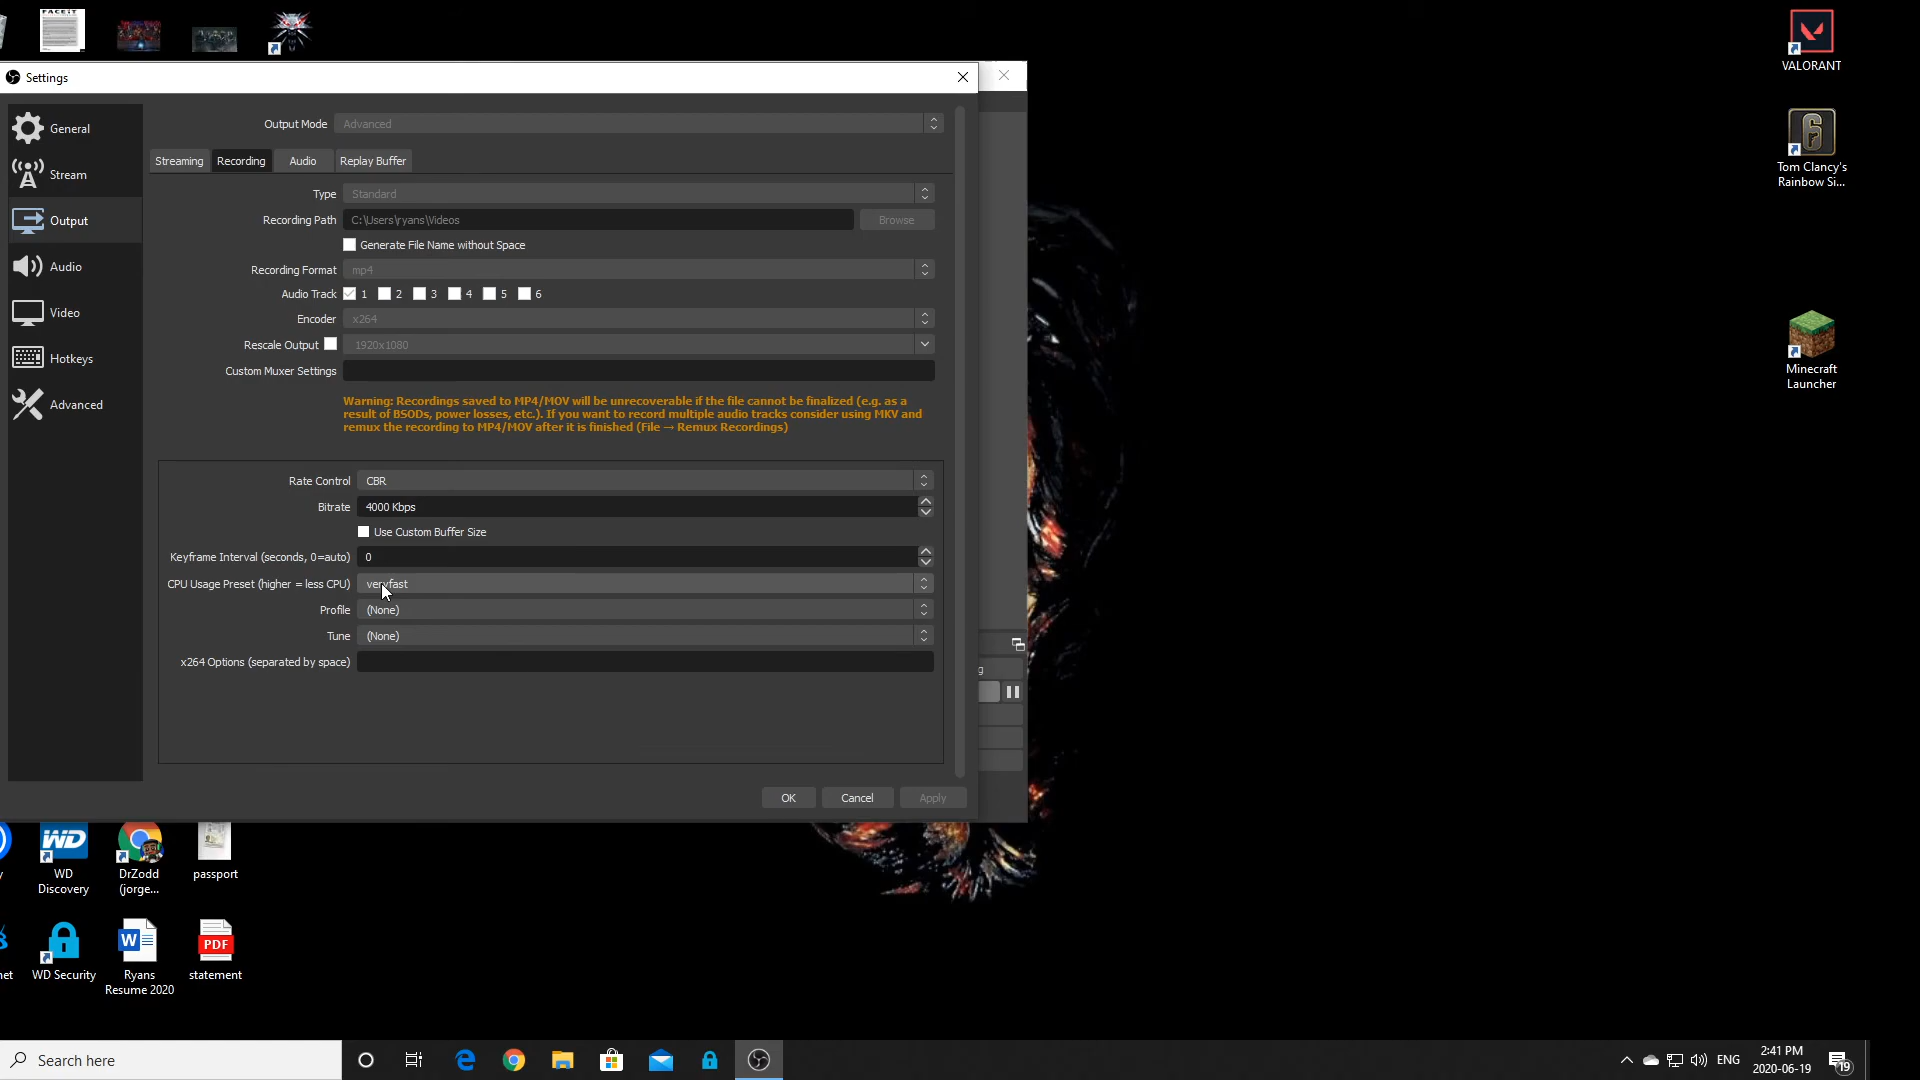 FACEIT
VALORANT
Tom Clancy's
Rainbow Si...
Minecraft
Launcher
Settings
General
Stream
Output
Audio
Video
Hotkeys
Advanced
Output Mode
Advanced
Streaming
Recording
Audio
Replay Buffer
Type
Standard
Recording Path
C:\Users\ryans\Videos
Browse
Generate File Name without Space
Recording Format
mp4
Audio Track
1
2
3
4
5
6
Encoder
x264
Rescale Output
1920x1080
Custom Muxer Settings
Warning: Recordings saved to MP4/MOV will be unrecoverable if the file cannot be finalized (e.g. as a
result of BSODs, power losses, etc.). If you want to record multiple audio tracks consider using MKV and
remux the recording to MP4/MOV after it is finished (File → Remux Recordings)
Rate Control
CBR
Bitrate
4000 Kbps
Use Custom Buffer Size
Keyframe Interval (seconds, 0=auto)
0
CPU Usage Preset (higher = less CPU)
veryfast
Profile
(None)
Tune
(None)
x264 Options (separated by space)
OK
Cancel
Apply
g
y
WD
WD
Discovery
DrZodd
(jorge...
passport
net
WD Security
W
Ryans
Resume 2020
PDF
statement
Search here
ENG
2:41 PM
2020-06-19
19